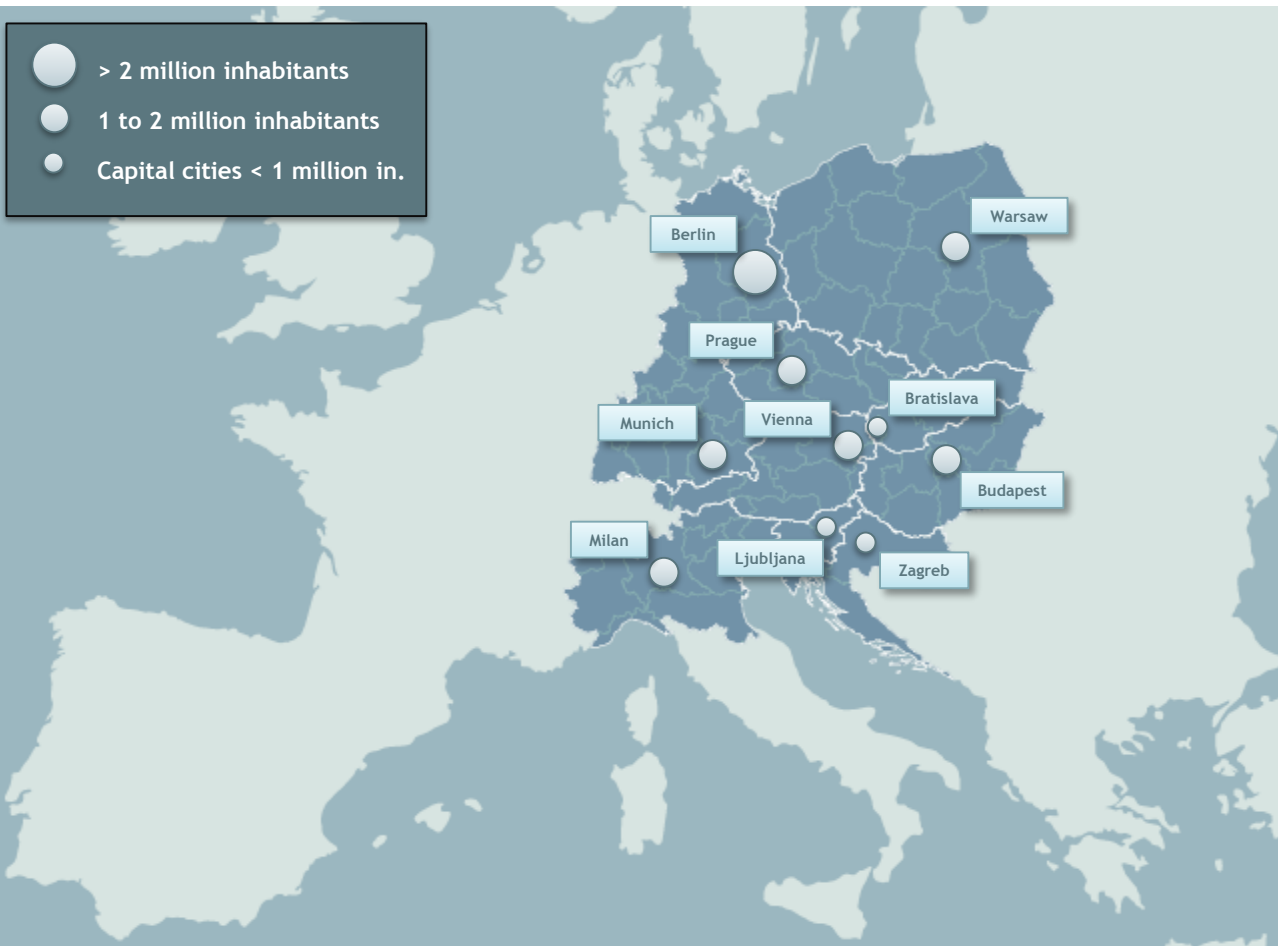 > 2 million inhabitants
1 to 2 million inhabitants
Capital cities < 1 million in.
Warsaw
Berlin
Prague
Bratislava
Munich
Vienna
Budapest
Milan
Ljubljana
Zagreb